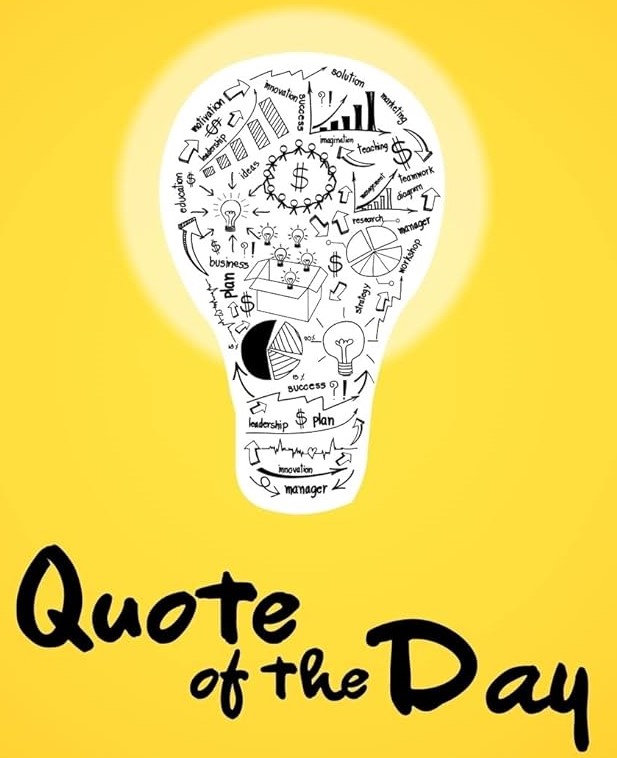 solution
motivation
innovation
success
?!
marketing
$
leadership
imagination
teaching
$
ideas
$
education
management
teamwork
diagram
research
manager
$
?!
business
$
workshop
plan
$
strategy
15%
success ?!
leadership $ plan
innovation
manager
Quote
of the Day